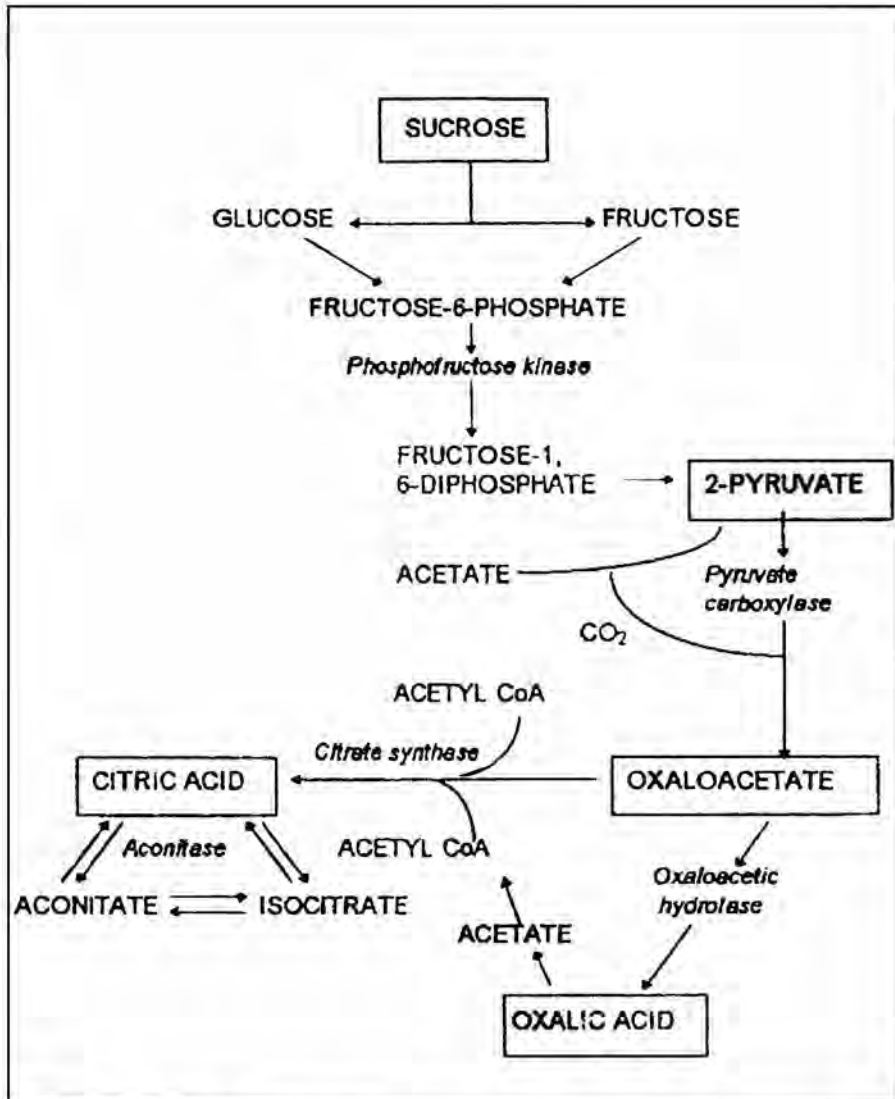 SUCROSE
GLUCOSE
FRUCTOSE
FRUCTOSE-6-PHOSPHATE
Phosphofructose kinase
FRUCTOSE-1,
6-DIPHOSPHATE
2-PYRUVATE
ACETATE
Pyruvate
carboxylase
CO2
ACETYL CoA
Citrate synthase
CITRIC ACID
OXALOACETATE
Aconitase
ACETYL CoA
Oxaloacetic
hydrolase
ACONITATE
ISOCITRATE
ACETATE
OXALIC ACID